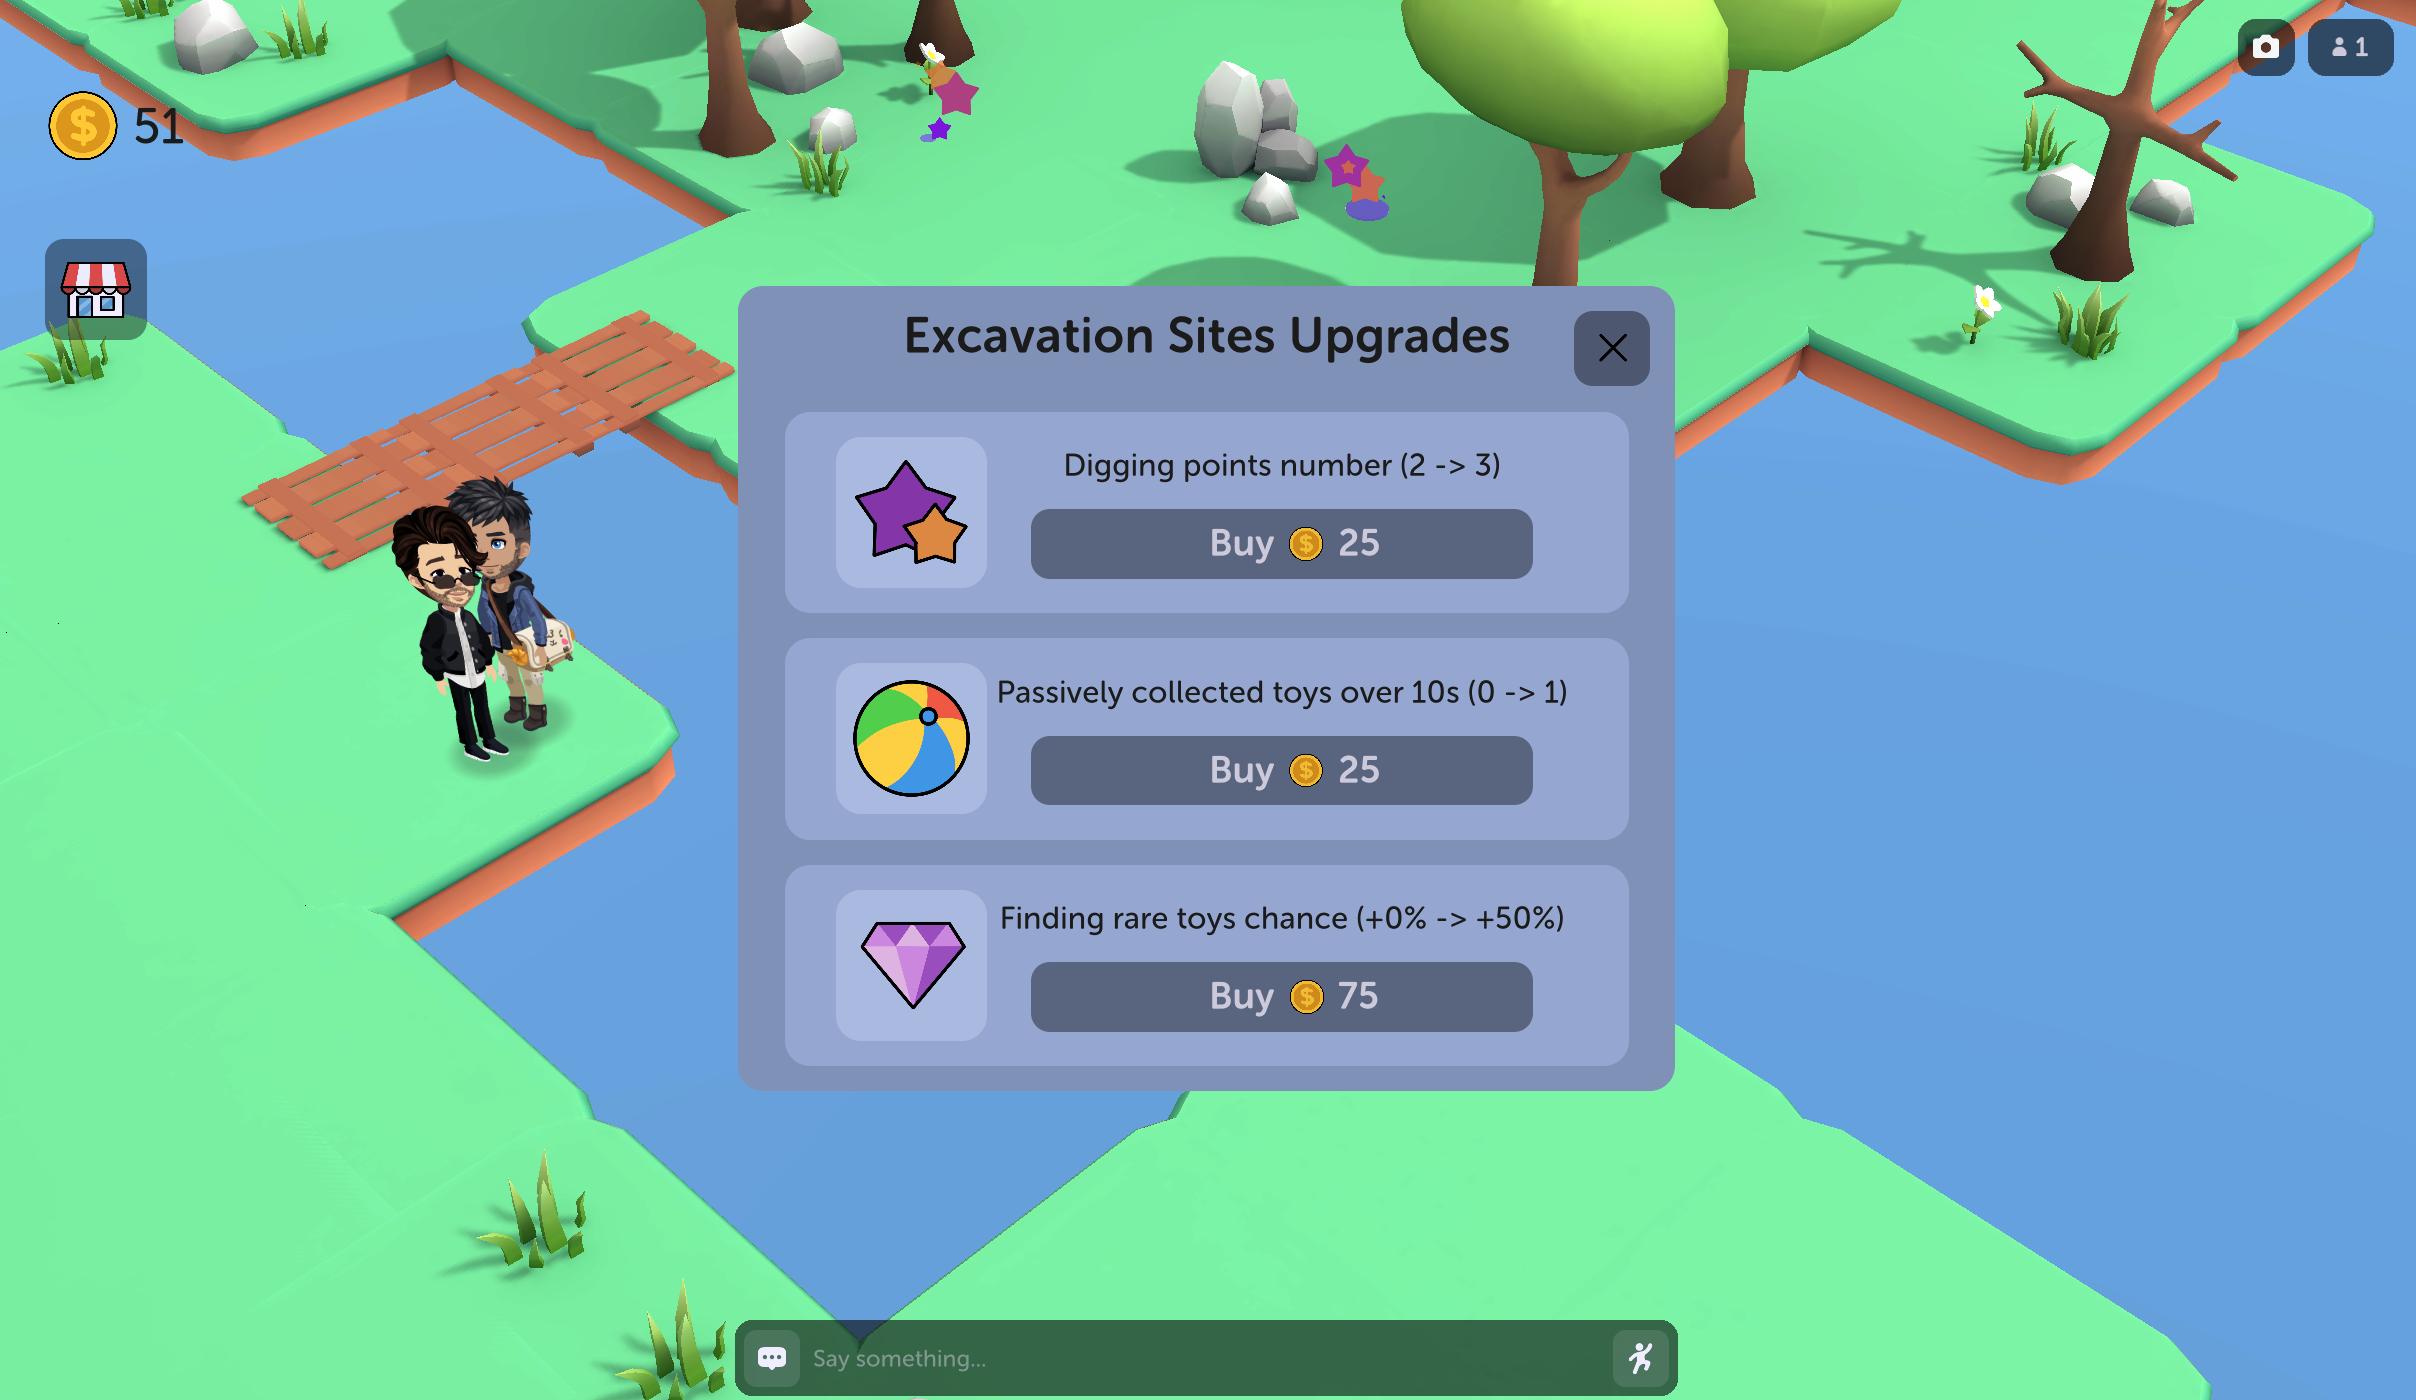 51
1
Excavation Sites Upgrades
Digging points number (2 -> 3)
Buy $ 25
Passively collected toys over 10s (0 -> 1)
Buy $ 25
Finding rare toys chance (+0% -> +50%)
Buy $ 75
Say something...